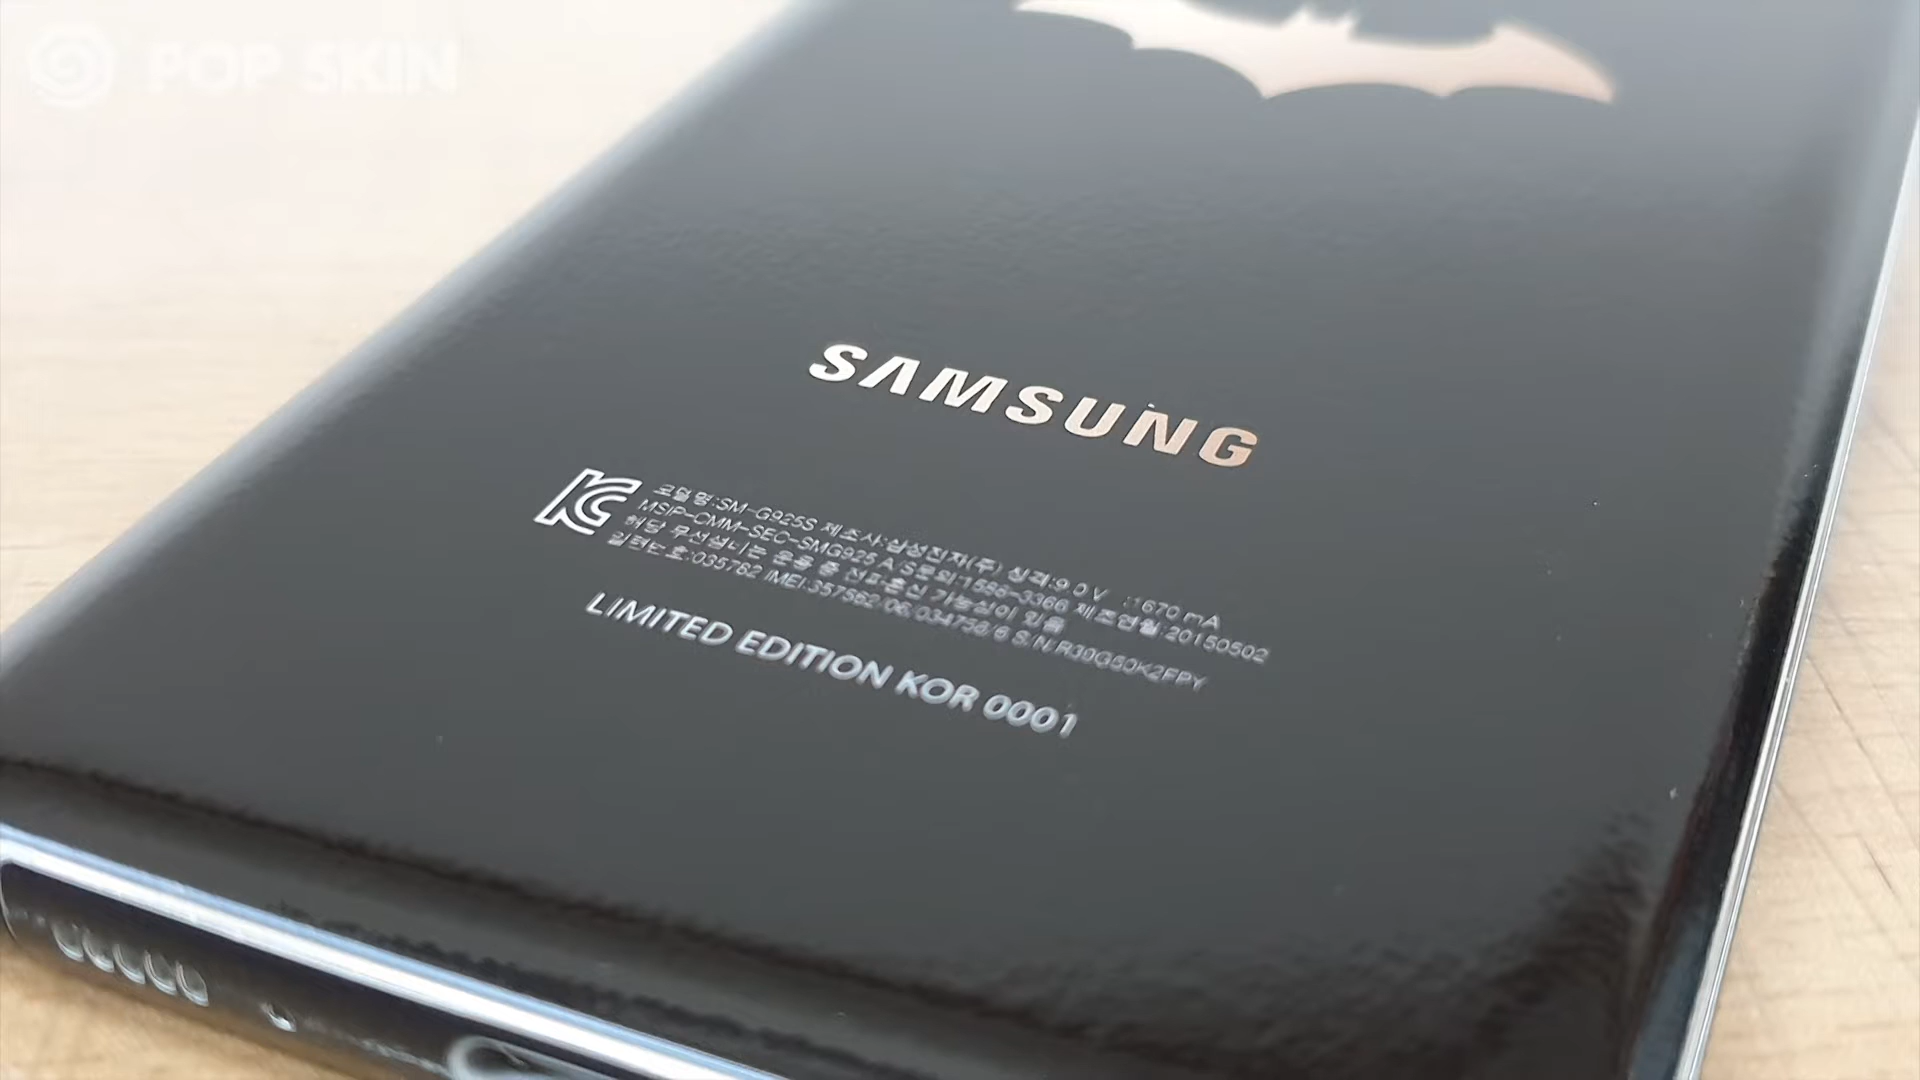 POP SKIN
SAMSUNG
모델명:SM-G925S 제조사:삼성전자(주) 정격:9.0V :1670 mA
MSIP-CMM-SEC-SMG925 A/S문의:1588-3366 제조연월:20150502
해당 무선설비는 운용 중 전파혼신 가능성이 있음
일련번호:035762 IMEI:357562/06/034756/6 S/N:R39G50K2FPY
LIMITED EDITION KOR 0001